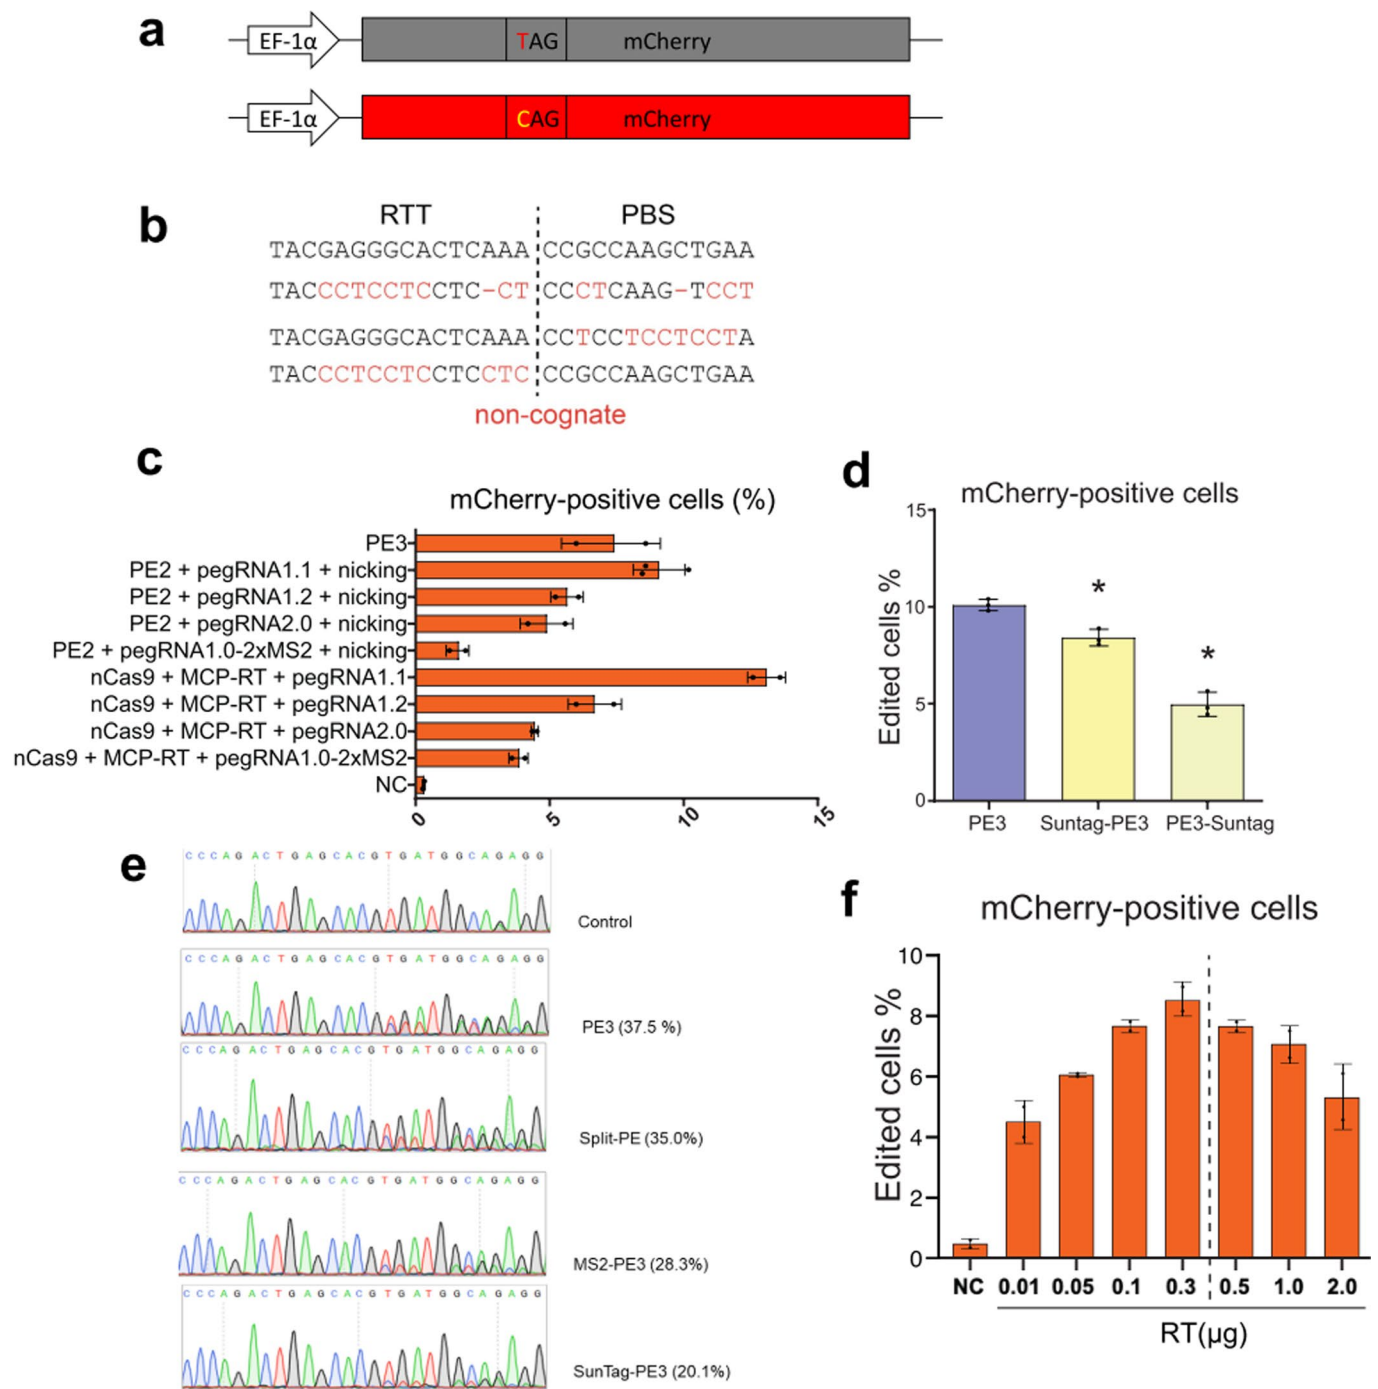 a
EF-1α TAG mCherry
EF-1α CAG mCherry
b
RTT PBS
TACGAGGGCACTCAAA CCGCCAAGCTGAA
TACCCTCCTCCCTC-CT CCCTCAAG-TCCT
TACGAGGGCACTCAAA CCTCCTCCTCCTA
TACCCTCCTCCCTCCTC CCGCCAAGCTGAA
non-cognate
c
mCherry-positive cells (%)
PE3
PE2 + pegRNA1.1 + nicking
PE2 + pegRNA1.2 + nicking
PE2 + pegRNA2.0 + nicking
PE2 + pegRNA1.0-2xMS2 + nicking
nCas9 + MCP-RT + pegRNA1.1
nCas9 + MCP-RT + pegRNA1.2
nCas9 + MCP-RT + pegRNA2.0
nCas9 + MCP-RT + pegRNA1.0-2xMS2
NC
0 5 10 15
d
mCherry-positive cells
Edited cells %
15
10
5
0
*
*
PE3 Suntag-PE3 PE3-Suntag
e
C C C A G A C T G A G C A C G T G A T G G C A G A G G
Control
C C C A G A C T G A G C A C G T G A T G G C A G A G G
PE3 (37.5 %)
C C C A G A C T G A G C A C G T G A T G G C A G A G G
Split-PE (35.0%)
C C C A G A C T G A G C A C G T G A T G G C A G A G G
MS2-PE3 (28.3%)
C C C A G A C T G A G C A C G T G A T G G C A G A G G
SunTag-PE3 (20.1%)
f
mCherry-positive cells
Edited cells %
10
8
6
4
2
0
NC 0.01 0.05 0.1 0.3 0.5 1.0 2.0
RT(µg)